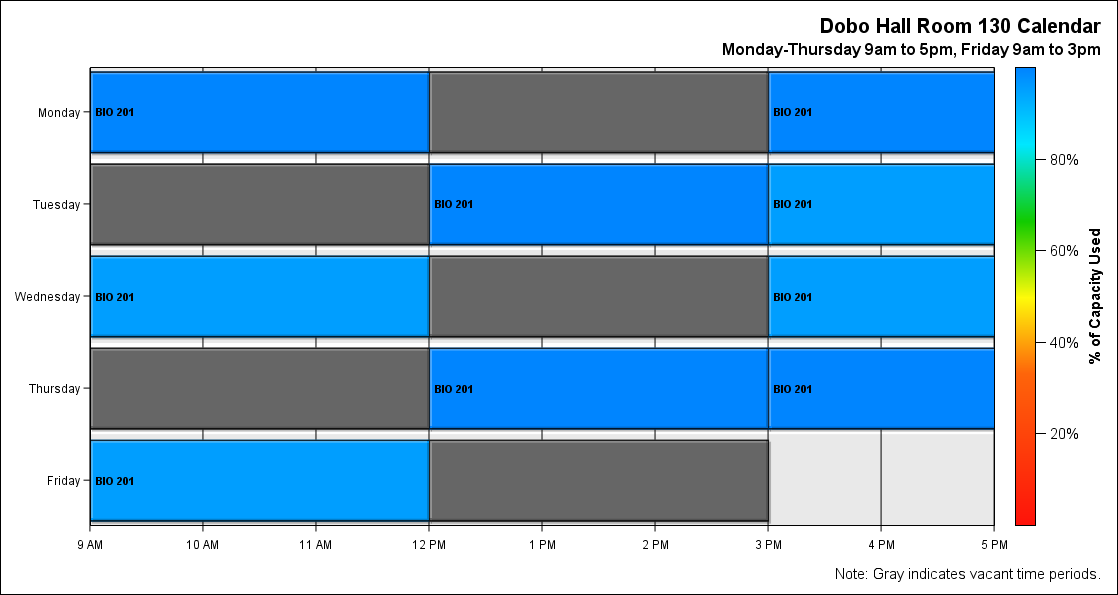 Dobo Hall Room 130 Calendar
Monday-Thursday 9am to 5pm, Friday 9am to 3pm
Monday
BIO 201
BIO 201
Tuesday
BIO 201
BIO 201
Wednesday
BIO 201
BIO 201
Thursday
BIO 201
BIO 201
Friday
BIO 201
9 AM 10 AM 11 AM 12 PM 1 PM 2 PM 3 PM 4 PM 5 PM
80%
60%
40%
20%
% of Capacity Used
Note: Gray indicates vacant time periods.